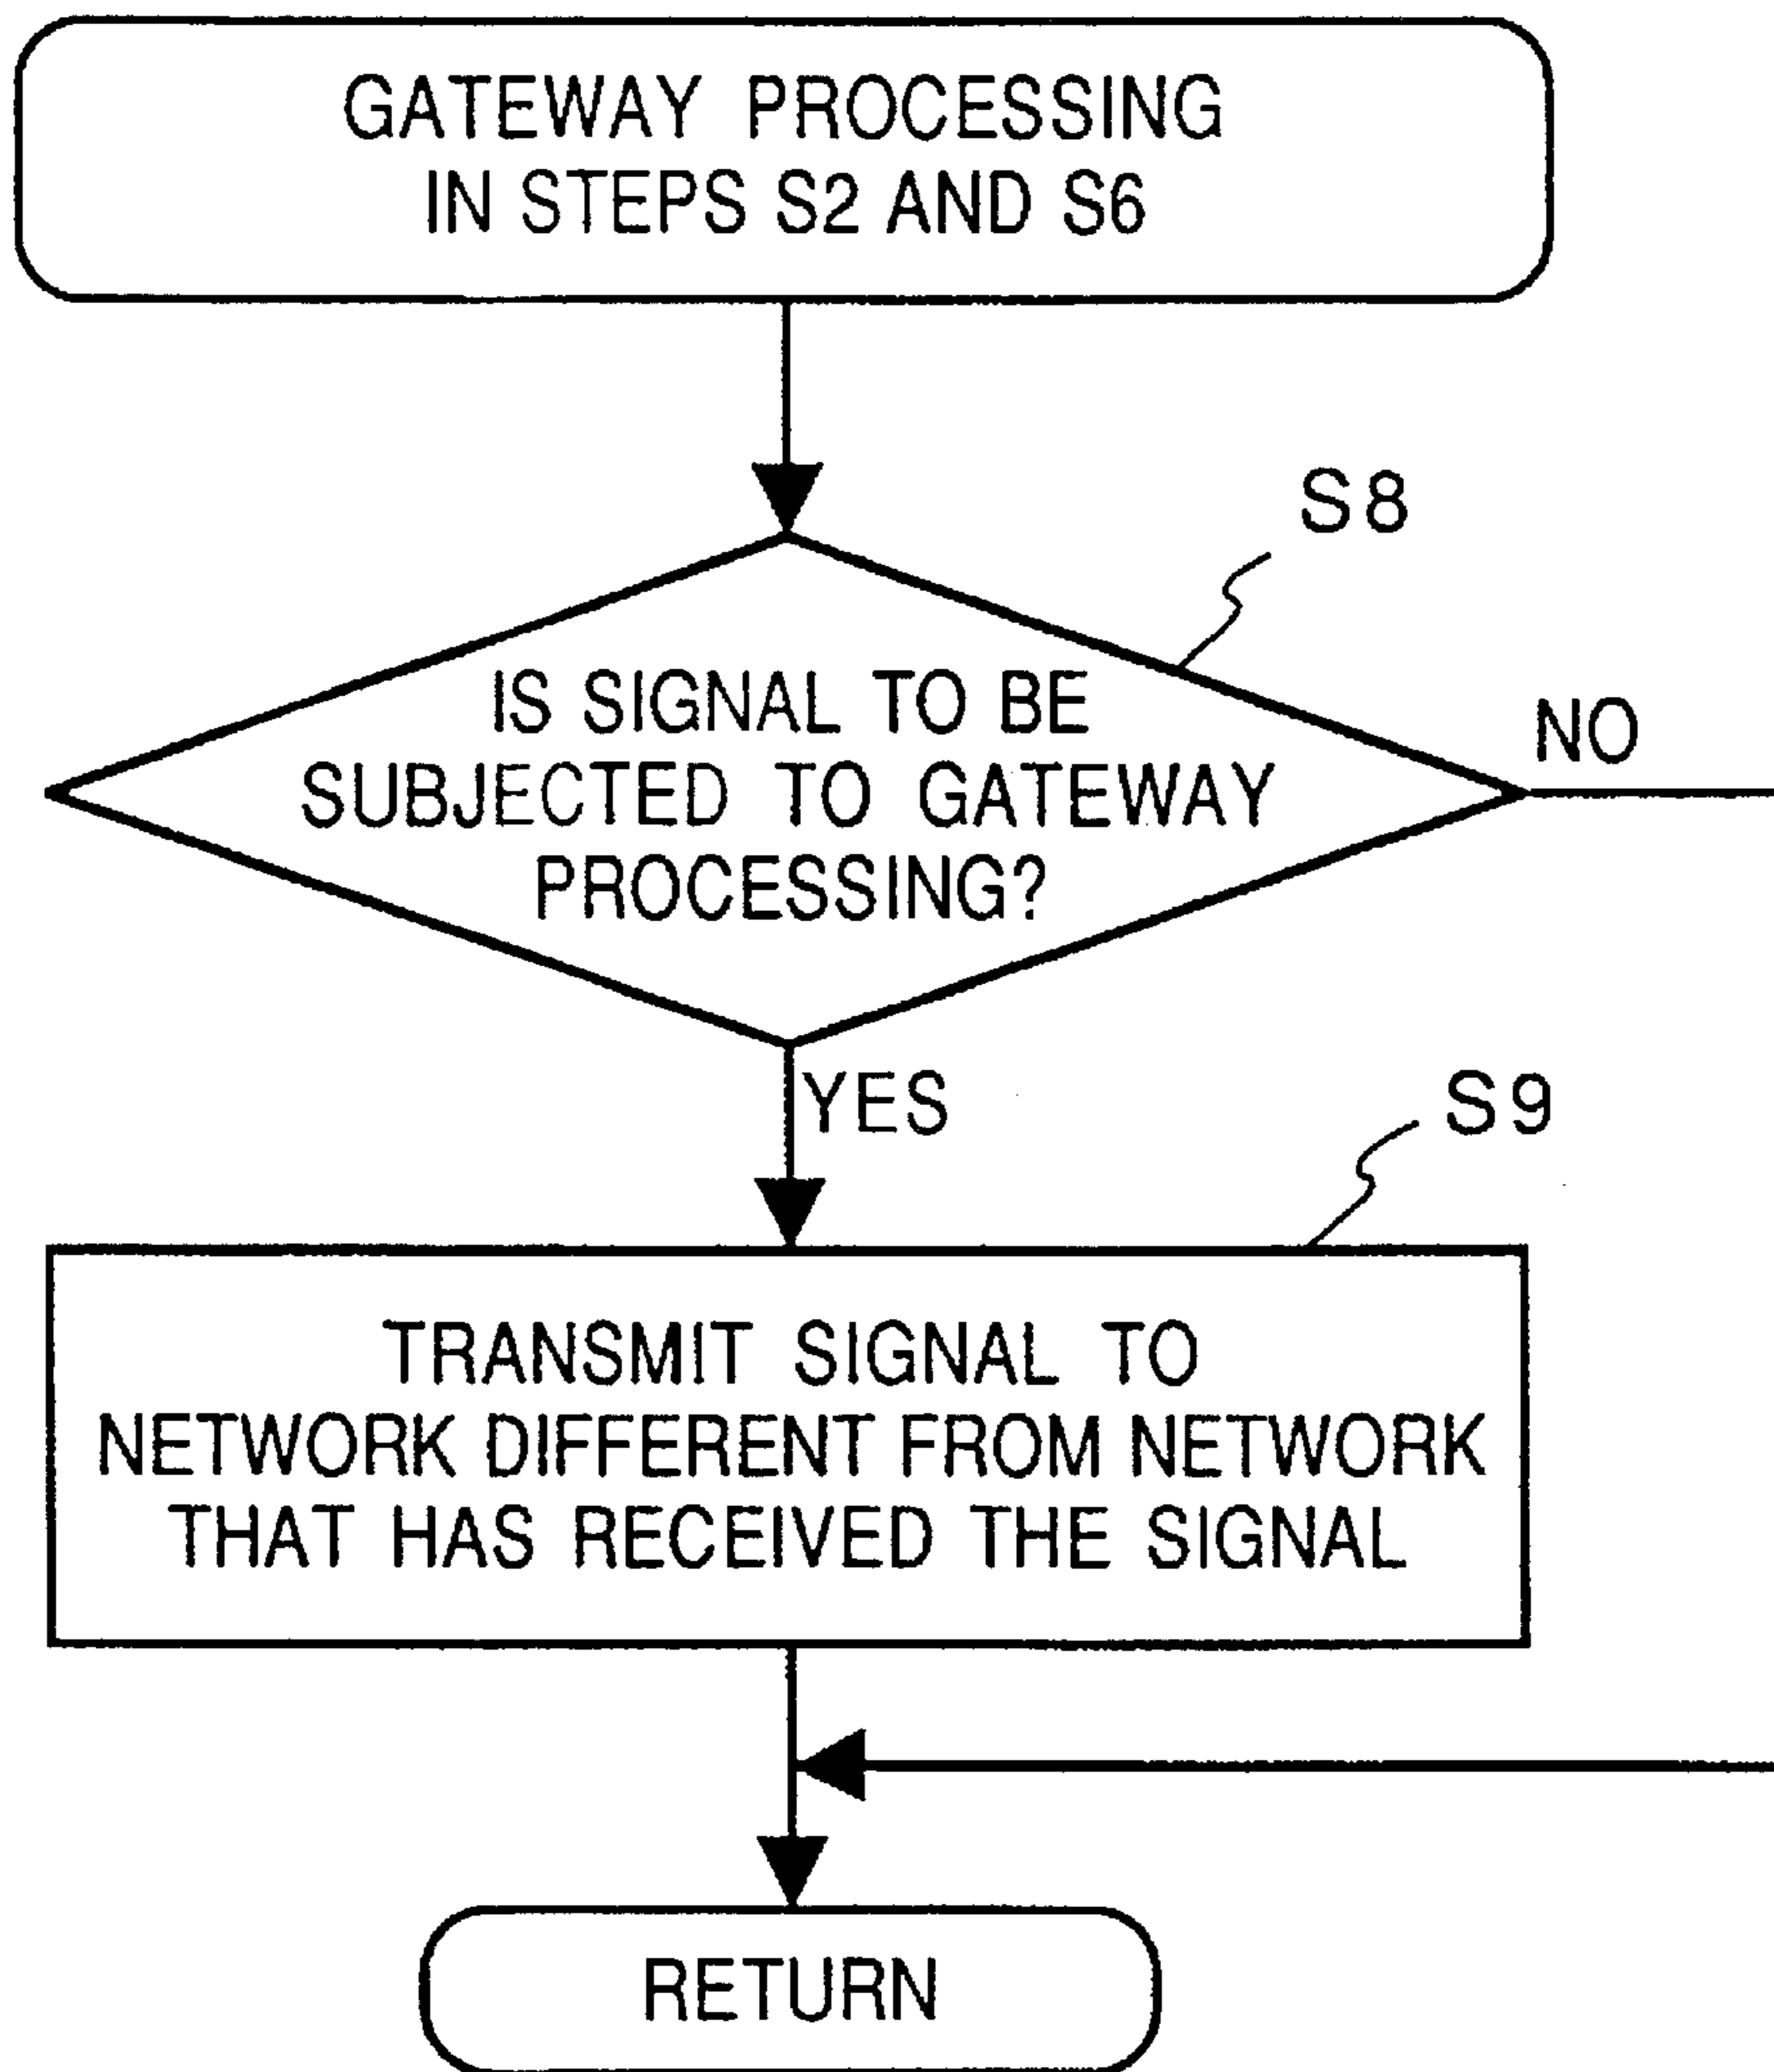 GATEWAY PROCESSING
IN STEPS S2 AND S6
S8
IS SIGNAL TO BE
SUBJECTED TO GATEWAY
PROCESSING?
NO
YES
S9
TRANSMIT SIGNAL TO
NETWORK DIFFERENT FROM NETWORK
THAT HAS RECEIVED THE SIGNAL
RETURN